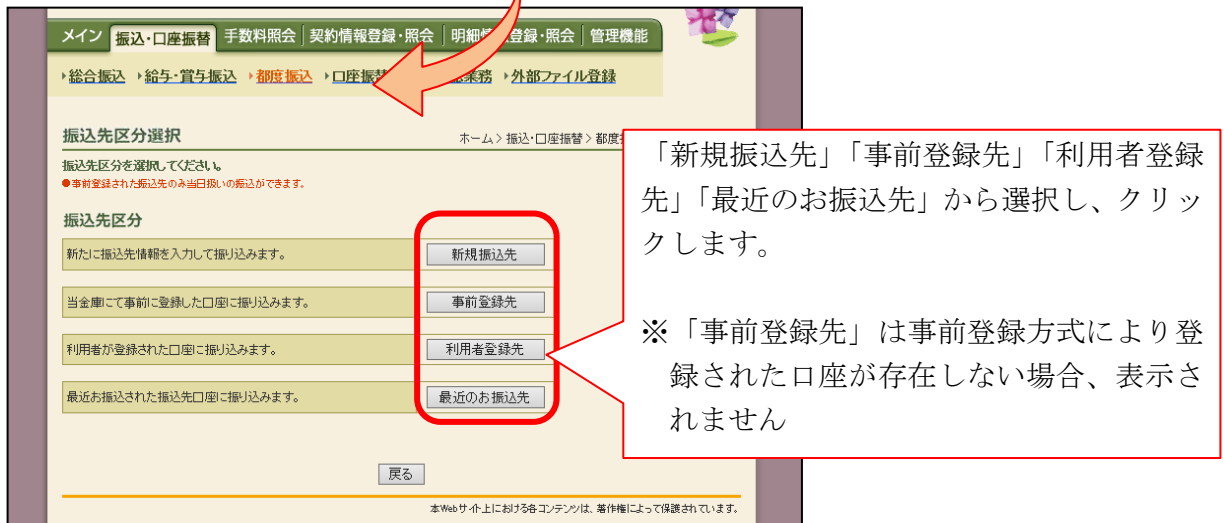 メイン 振込・口座振替 手数料照会 契約情報登録・照会 明細 登録・照会 管理機能
総合振込 給与・賞与振込 都度振込 口座振替 業務 外部ファイル登録
振込先区分選択
ホーム> 振込・口座振替> 都度
振込先区分を選択してください。
●事前登録された振込先のみ当日扱いの振込ができます。
振込先区分
新たに振込先情報を入力して振り込みます。 新規振込先
当金庫にて事前に登録した口座に振り込みます。 事前登録先
利用者が登録された口座に振り込みます。 利用者登録先
最近お振込された振込先口座に振り込みます。 最近のお振込先
戻る
本Webサイト上における各コンテンツは、著作権によって保護されています。
「新規振込先」「事前登録先」「利用者登録
先」「最近のお振込先」から選択し、クリッ
クします。
※「事前登録先」は事前登録方式により登
録された口座が存在しない場合、表示さ
れません